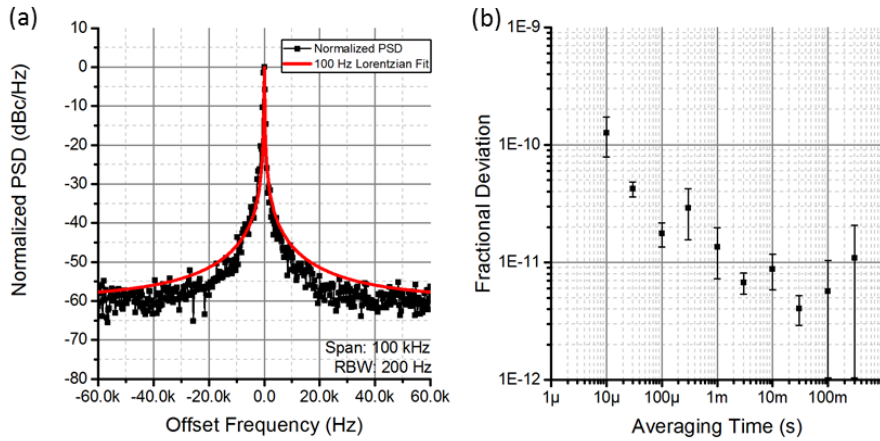 (a)
10
0
-10
-20
-30
-40
-50
-60
-70
-80
Normalized PSD (dBc/Hz)
Normalized PSD
100 Hz Lorentzian Fit
Span: 100 kHz
RBW: 200 Hz
-60.0k -40.0k -20.0k 0.0 20.0k 40.0k 60.0k
Offset Frequency (Hz)
(b)
1E-9
1E-10
1E-11
1E-12
Fractional Deviation
1µ 10µ 100µ 1m 10m 100m
Averaging Time (s)